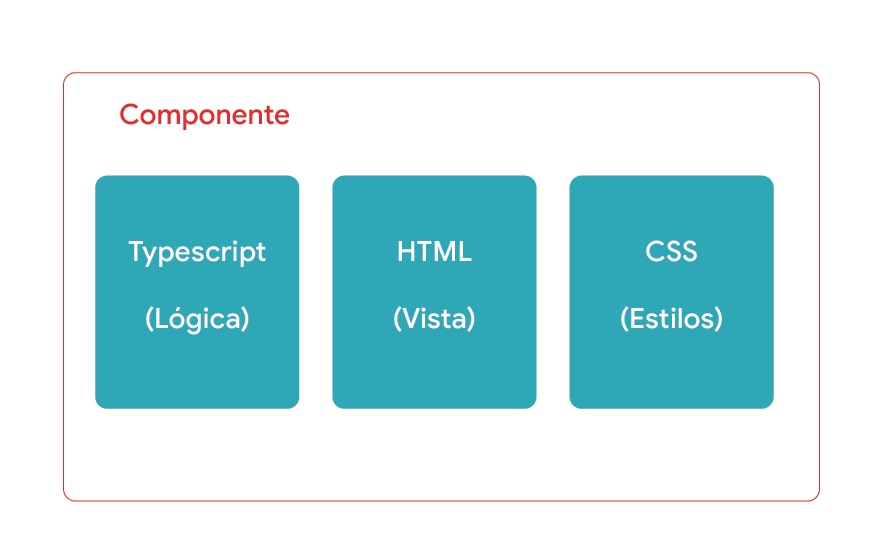 Componente
Typescript
(Lógica)
HTML
(Vista)
CSS
(Estilos)